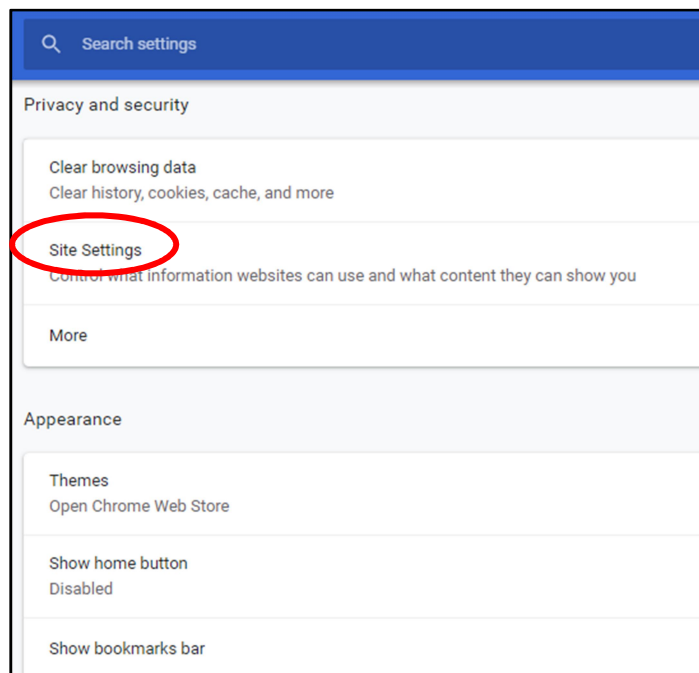 Search settings
Privacy and security
Clear browsing data
Clear history, cookies, cache, and more
Site Settings
Control what information websites can use and what content they can show you
More
Appearance
Themes
Open Chrome Web Store
Show home button
Disabled
Show bookmarks bar